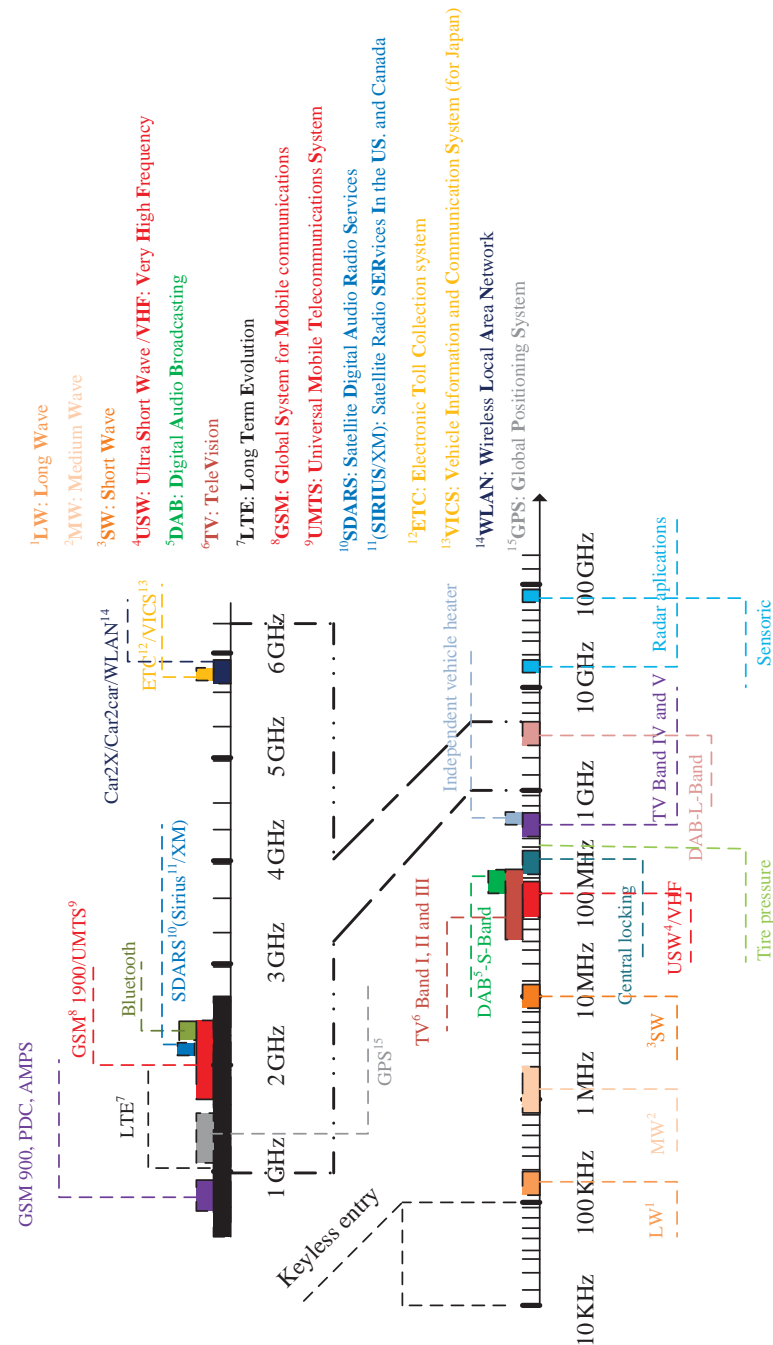 GSM 900, PDC, AMPS
GSM⁸ 1900/UMTS⁹
LTE⁷
Bluetooth
SDARS¹⁰(Sirius¹¹/XM)
Car2X/Car2car/WLAN¹⁴
ETC¹²/VICS¹³
1 GHz
2 GHz
3 GHz
4 GHz
5 GHz
6 GHz
GPS¹⁵
Keyless entry
TV⁶ Band I, II and III
DAB⁵-S-Band
Independent vehicle heater
10 KHz
100 KHz
1 MHz
10 MHz
100 MHz
1 GHz
10 GHz
100 GHz
LW¹
MW²
³SW
USW⁴/VHF
Central locking
Tire pressure
DAB-L-Band
TV Band IV and V
Radar aplications
Sensoric
¹LW: Long Wave
²MW: Medium Wave
³SW: Short Wave
⁴USW: Ultra Short Wave /VHF: Very High Frequency
⁵DAB: Digital Audio Broadcasting
⁶TV: TeleVision
⁷LTE: Long Term Evolution
⁸GSM: Global System for Mobile communications
⁹UMTS: Universal Mobile Telecommunications System
¹⁰SDARS: Satellite Digital Audio Radio Services
¹¹(SIRIUS/XM): Satellite Radio SERvices In the US. and Canada
¹²ETC: Electronic Toll Collection system
¹³VICS: Vehicle Information and Communication System (for Japan)
¹⁴WLAN: Wireless Local Area Network
¹⁵GPS: Global Positioning System